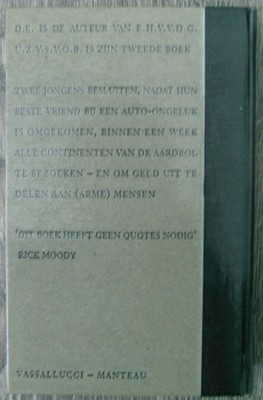 D.E. IS DE AUTEUR VAN E.H.V.V.D.G.
U.Z.V.S.V.O.B. IS ZIJN TWEEDE BOEK
TWEE JONGENS BESLUITEN, NADAT HUN
BESTE VRIEND BIJ EEN AUTO-ONGELUK
IS OMGEKOMEN, BINNEN EEN WEEK
ALLE CONTINENTEN VAN DE AARDBOL
TE BEZOEKEN – EN OM GELD UIT TE
DELEN AAN (ARME) MENSEN
'DIT BOEK HEEFT GEEN QUOTES NODIG'
RICK MOODY
VASSALLUCCI – MANTEAU